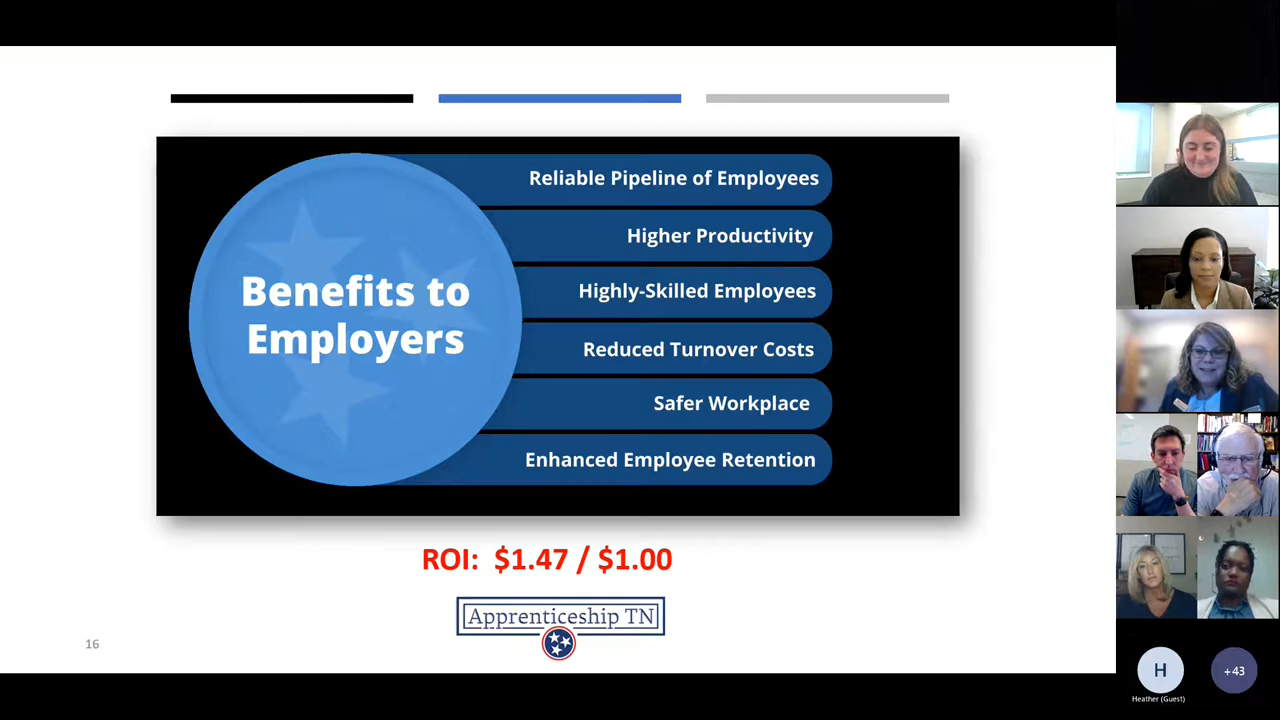 Benefits to
Employers
Reliable Pipeline of Employees
Higher Productivity
Highly-Skilled Employees
Reduced Turnover Costs
Safer Workplace
Enhanced Employee Retention
ROI: $1.47 / $1.00
Apprenticeship TN
16
H
Heather (Guest)
+43